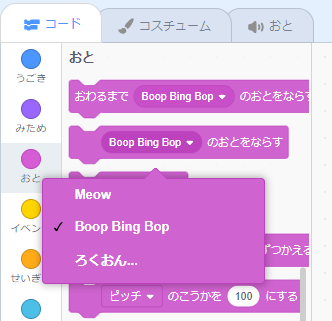 コード
コスチューム
おと
うごき
みため
おと
イベン
せいぎ
おと
おわるまで Boop Bing Bop のおとをならす
Boop Bing Bop のおとをならす
Meow
✓ Boop Bing Bop
ろくおん...
ずつかえる
ピッチ のこうかを 100 にする